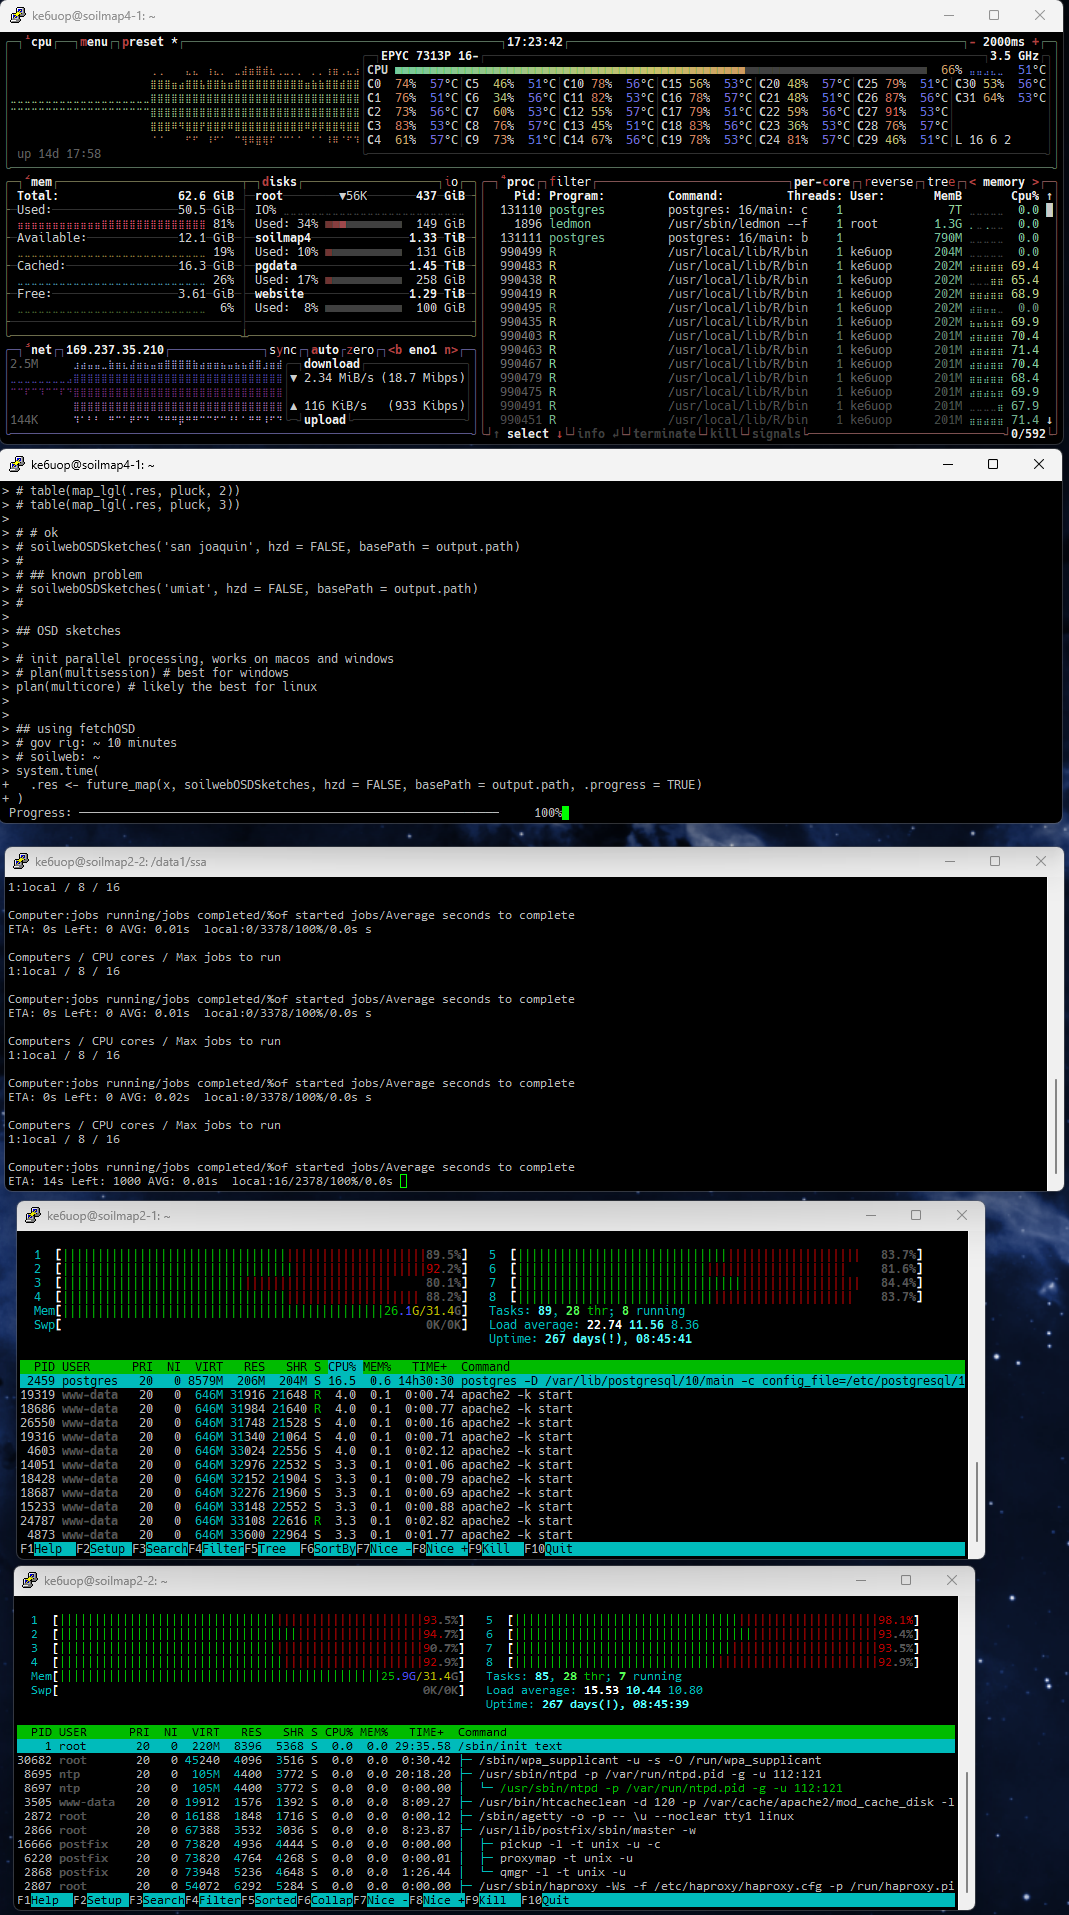 ke6uop@soilmap4-1: ~
cpu menu preset * 17:23:42 - 2000ms +
EPYC 7313P 16- 3.5 GHz
CPU 66% 51°C
C0 74% 57°C C5 46% 51°C C10 78% 56°C C15 56% 53°C C20 48% 57°C C25 79% 51°C C30 53% 56°C
C1 76% 51°C C6 34% 56°C C11 82% 53°C C16 78% 57°C C21 48% 51°C C26 87% 56°C C31 64% 53°C
C2 73% 56°C C7 60% 53°C C12 55% 57°C C17 79% 51°C C22 59% 56°C C27 91% 53°C
C3 83% 53°C C8 76% 57°C C13 45% 51°C C18 83% 56°C C23 36% 53°C C28 76% 57°C
up 14d 17:58 C4 61% 57°C C9 73% 51°C C14 67% 56°C C19 78% 53°C C24 81% 57°C C29 46% 51°C L 16 6 2
mem disks io proc filter per-core reverse tree < memory >
Total: 62.6 GiB root ▼56K 437 GiB Pid: Program: Command: Threads: User: MemB Cpu% ↑
Used: 50.5 GiB IO% 131110 postgres postgres: 16/main: c 1 7T 0.0
81% Used: 34% 149 GiB 1896 ledmon /usr/sbin/ledmon --f 1 root 1.3G 0.0
Available: 12.1 GiB soilmap4 1.33 TiB 131111 postgres postgres: 16/main: b 1 790M 0.0
19% Used: 10% 131 GiB 990499 R /usr/local/lib/R/bin 1 ke6uop 204M 0.0
Cached: 16.3 GiB pgdata 1.45 TiB 990483 R /usr/local/lib/R/bin 1 ke6uop 202M 69.4
26% Used: 17% 258 GiB 990438 R /usr/local/lib/R/bin 1 ke6uop 202M 65.4
Free: 3.61 GiB website 1.29 TiB 990419 R /usr/local/lib/R/bin 1 ke6uop 202M 68.9
6% Used: 8% 100 GiB 990495 R /usr/local/lib/R/bin 1 ke6uop 202M 0.0
990435 R /usr/local/lib/R/bin 1 ke6uop 202M 69.9
990403 R /usr/local/lib/R/bin 1 ke6uop 201M 70.4
net 169.237.35.210 sync auto zero <b eno1 n> 990463 R /usr/local/lib/R/bin 1 ke6uop 201M 71.4
2.5M download 990467 R /usr/local/lib/R/bin 1 ke6uop 201M 70.4
▼ 2.34 MiB/s (18.7 Mibps) 990479 R /usr/local/lib/R/bin 1 ke6uop 201M 68.4
990475 R /usr/local/lib/R/bin 1 ke6uop 201M 69.9
▲ 116 KiB/s (933 Kibps) 990491 R /usr/local/lib/R/bin 1 ke6uop 201M 67.9
144K upload 990451 R /usr/local/lib/R/bin 1 ke6uop 201M 71.4 ↓
↑ select ↓ info ↲ terminate kill signals 0/592
ke6uop@soilmap4-1: ~
> # table(map_lgl(.res, pluck, 2))
> # table(map_lgl(.res, pluck, 3))
>
> # # ok
> # soilwebOSDSketches('san joaquin', hzd = FALSE, basePath = output.path)
> #
> # ## known problem
> # soilwebOSDSketches('umiat', hzd = FALSE, basePath = output.path)
> #
>
> ## OSD sketches
>
> # init parallel processing, works on macos and windows
> # plan(multisession) # best for windows
> plan(multicore) # likely the best for linux
>
>
> ## using fetchOSD
> # gov rig: ~ 10 minutes
> # soilweb: ~
> system.time(
+ .res <- future_map(x, soilwebOSDSketches, hzd = FALSE, basePath = output.path, .progress = TRUE)
+ )
Progress: 100%
ke6uop@soilmap2-2: /data1/ssa
1:local / 8 / 16
Computer:jobs running/jobs completed/%of started jobs/Average seconds to complete
ETA: 0s Left: 0 AVG: 0.01s local:0/3378/100%/0.0s s
Computers / CPU cores / Max jobs to run
1:local / 8 / 16
Computer:jobs running/jobs completed/%of started jobs/Average seconds to complete
ETA: 0s Left: 0 AVG: 0.01s local:0/3378/100%/0.0s s
Computers / CPU cores / Max jobs to run
1:local / 8 / 16
Computer:jobs running/jobs completed/%of started jobs/Average seconds to complete
ETA: 0s Left: 0 AVG: 0.02s local:0/3378/100%/0.0s s
Computers / CPU cores / Max jobs to run
1:local / 8 / 16
Computer:jobs running/jobs completed/%of started jobs/Average seconds to complete
ETA: 14s Left: 1000 AVG: 0.01s local:16/2378/100%/0.0s
ke6uop@soilmap2-1: ~
1 [89.5%] 5 [83.7%]
2 [92.2%] 6 [81.6%]
3 [80.1%] 7 [84.4%]
4 [88.2%] 8 [83.7%]
Mem[26.1G/31.4G] Tasks: 89, 28 thr; 8 running
Swp[0K/0K] Load average: 22.74 11.56 8.36
Uptime: 267 days(!), 08:45:41
PID USER PRI NI VIRT RES SHR S CPU% MEM% TIME+ Command
2459 postgres 20 0 8579M 206M 204M S 16.5 0.6 14h30:30 postgres -D /var/lib/postgresql/10/main -c config_file=/etc/postgresql/1
19319 www-data 20 0 646M 31916 21648 R 4.0 0.1 0:00.74 apache2 -k start
18686 www-data 20 0 646M 31984 21640 R 4.0 0.1 0:00.77 apache2 -k start
26550 www-data 20 0 646M 31748 21528 S 4.0 0.1 0:00.16 apache2 -k start
19316 www-data 20 0 646M 31340 21064 S 4.0 0.1 0:00.71 apache2 -k start
4603 www-data 20 0 646M 33024 22556 S 4.0 0.1 0:02.12 apache2 -k start
14051 www-data 20 0 646M 32976 22532 S 3.3 0.1 0:01.06 apache2 -k start
18428 www-data 20 0 646M 32152 21904 S 3.3 0.1 0:00.79 apache2 -k start
18687 www-data 20 0 646M 32276 21960 S 3.3 0.1 0:00.69 apache2 -k start
15233 www-data 20 0 646M 33148 22552 S 3.3 0.1 0:00.88 apache2 -k start
24787 www-data 20 0 646M 33108 22616 R 3.3 0.1 0:02.82 apache2 -k start
4873 www-data 20 0 646M 33600 22964 S 3.3 0.1 0:01.77 apache2 -k start
F1Help F2Setup F3SearchF4FilterF5Tree F6SortByF7Nice -F8Nice +F9Kill F10Quit
ke6uop@soilmap2-2: ~
1 [93.5%] 5 [98.1%]
2 [94.7%] 6 [93.4%]
3 [90.7%] 7 [93.5%]
4 [92.9%] 8 [92.9%]
Mem[25.9G/31.4G] Tasks: 85, 28 thr; 7 running
Swp[0K/0K] Load average: 15.53 10.44 10.80
Uptime: 267 days(!), 08:45:39
PID USER PRI NI VIRT RES SHR S CPU% MEM% TIME+ Command
1 root 20 0 220M 8396 5368 S 0.0 0.0 29:35.58 /sbin/init text
30682 root 20 0 45240 4096 3516 S 0.0 0.0 0:30.42 ├─ /sbin/wpa_supplicant -u -s -O /run/wpa_supplicant
8695 ntp 20 0 105M 4400 3772 S 0.0 0.0 20:18.20 ├─ /usr/sbin/ntpd -p /var/run/ntpd.pid -g -u 112:121
8697 ntp 20 0 105M 4400 3772 S 0.0 0.0 0:00.00 │ └─ /usr/sbin/ntpd -p /var/run/ntpd.pid -g -u 112:121
3505 www-data 20 0 19912 1576 1392 S 0.0 0.0 8:09.27 ├─ /usr/bin/htcacheclean -d 120 -p /var/cache/apache2/mod_cache_disk -l
2872 root 20 0 16188 1848 1716 S 0.0 0.0 0:00.12 ├─ /sbin/agetty -o -p -- \u --noclear tty1 linux
2866 root 20 0 67388 3532 3036 S 0.0 0.0 8:23.87 ├─ /usr/lib/postfix/sbin/master -w
16666 postfix 20 0 73820 4936 4444 S 0.0 0.0 0:00.00 │ ├─ pickup -l -t unix -u -c
6220 postfix 20 0 73820 4764 4268 S 0.0 0.0 0:00.01 │ ├─ proxymap -t unix -u
2868 postfix 20 0 73948 5236 4648 S 0.0 0.0 1:26.44 │ └─ qmgr -l -t unix -u
2807 root 20 0 54072 6292 5284 S 0.0 0.0 0:00.00 ├─ /usr/sbin/haproxy -Ws -f /etc/haproxy/haproxy.cfg -p /run/haproxy.pi
F1Help F2Setup F3SearchF4FilterF5SortedF6CollapF7Nice -F8Nice +F9Kill F10Quit